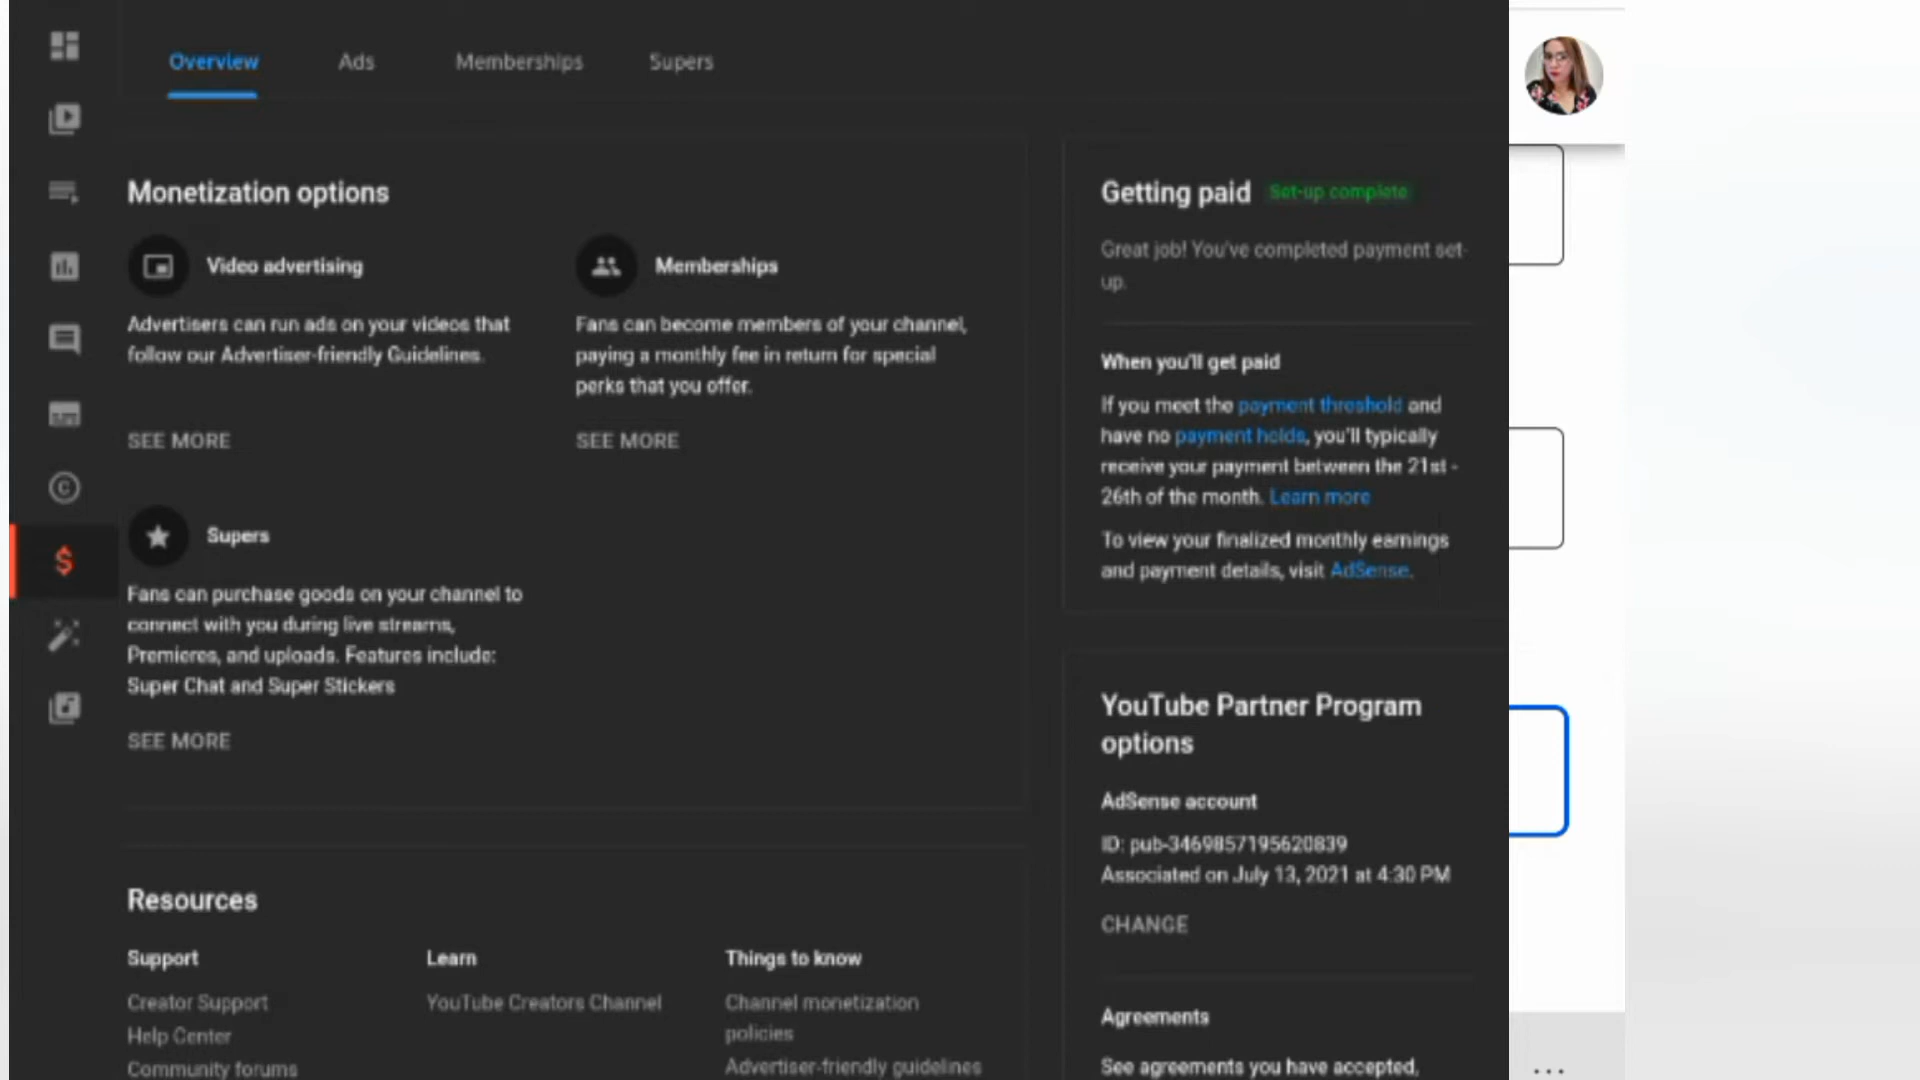 Overview Ads Memberships Supers
Monetization options
Video advertising
Advertisers can run ads on your videos that
follow our Advertiser-friendly Guidelines.
SEE MORE
Memberships
Fans can become members of your channel,
paying a monthly fee in return for special
perks that you offer.
SEE MORE
Supers
Fans can purchase goods on your channel to
connect with you during live streams,
Premieres, and uploads. Features include:
Super Chat and Super Stickers
SEE MORE
Getting paid Set-up complete
Great job! You've completed payment set-
up.
When you'll get paid
If you meet the payment threshold and
have no payment holds, you'll typically
receive your payment between the 21st -
26th of the month. Learn more
To view your finalized monthly earnings
and payment details, visit AdSense.
YouTube Partner Program
options
AdSense account
ID: pub-3469857195620839
Associated on July 13, 2021 at 4:30 PM
CHANGE
Agreements
See agreements you have accepted,
Resources
Support
Creator Support
Help Center
Community forums
Learn
YouTube Creators Channel
Things to know
Channel monetization
policies
Advertiser-friendly guidelines